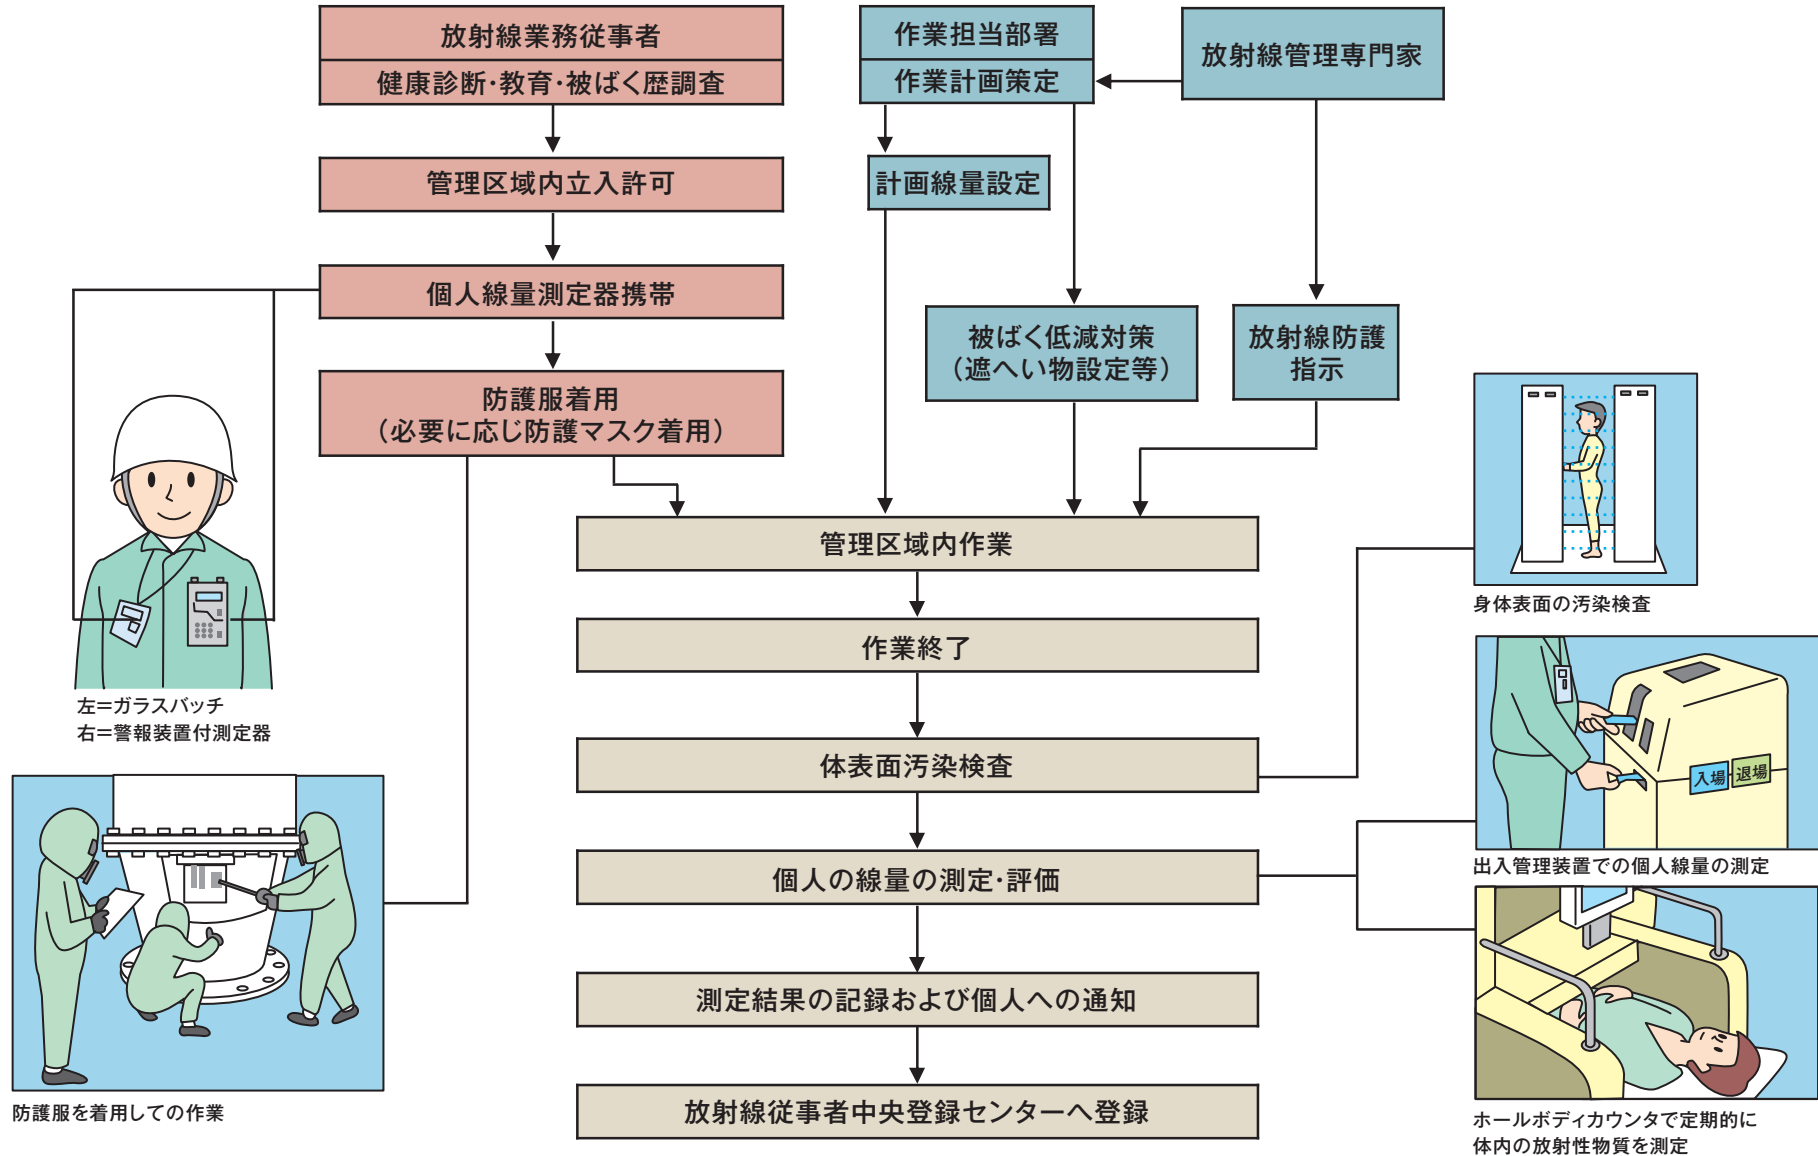 放射線業務従事者
健康診断・教育・被ばく歴調査
管理区域内立入許可
個人線量測定器携帯
防護服着用
（必要に応じ防護マスク着用）
作業担当部署
作業計画策定
放射線管理専門家
計画線量設定
被ばく低減対策
（遮へい物設定等）
放射線防護
指示
管理区域内作業
作業終了
体表面汚染検査
個人の線量の測定・評価
測定結果の記録および個人への通知
放射線従事者中央登録センターへ登録
左＝ガラスバッチ
右＝警報装置付測定器
防護服を着用しての作業
身体表面の汚染検査
入場
退場
出入管理装置での個人線量の測定
ホールボディカウンタで定期的に
体内の放射性物質を測定